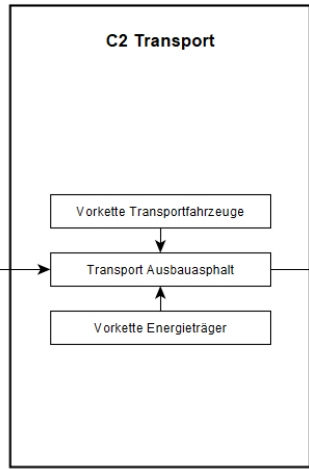 C2 Transport
Vorkette Transportfahrzeuge
Transport Ausbauasphalt
Vorkette Energieträger